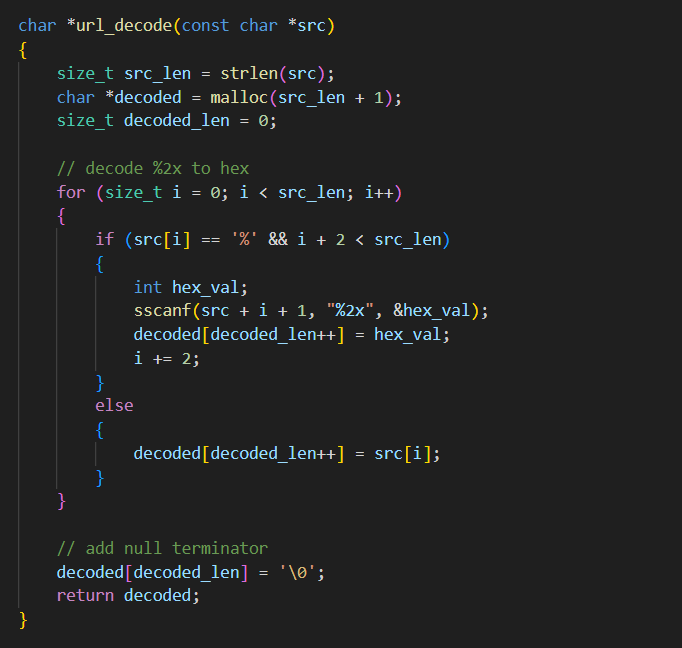 char *url_decode(const char *src)
{
    size_t src_len = strlen(src);
    char *decoded = malloc(src_len + 1);
    size_t decoded_len = 0;

    // decode %2x to hex
    for (size_t i = 0; i < src_len; i++)
    {
        if (src[i] == '%' && i + 2 < src_len)
        {
            int hex_val;
            sscanf(src + i + 1, "%2x", &hex_val);
            decoded[decoded_len++] = hex_val;
            i += 2;
        }
        else
        {
            decoded[decoded_len++] = src[i];
        }
    }

    // add null terminator
    decoded[decoded_len] = '\0';
    return decoded;
}